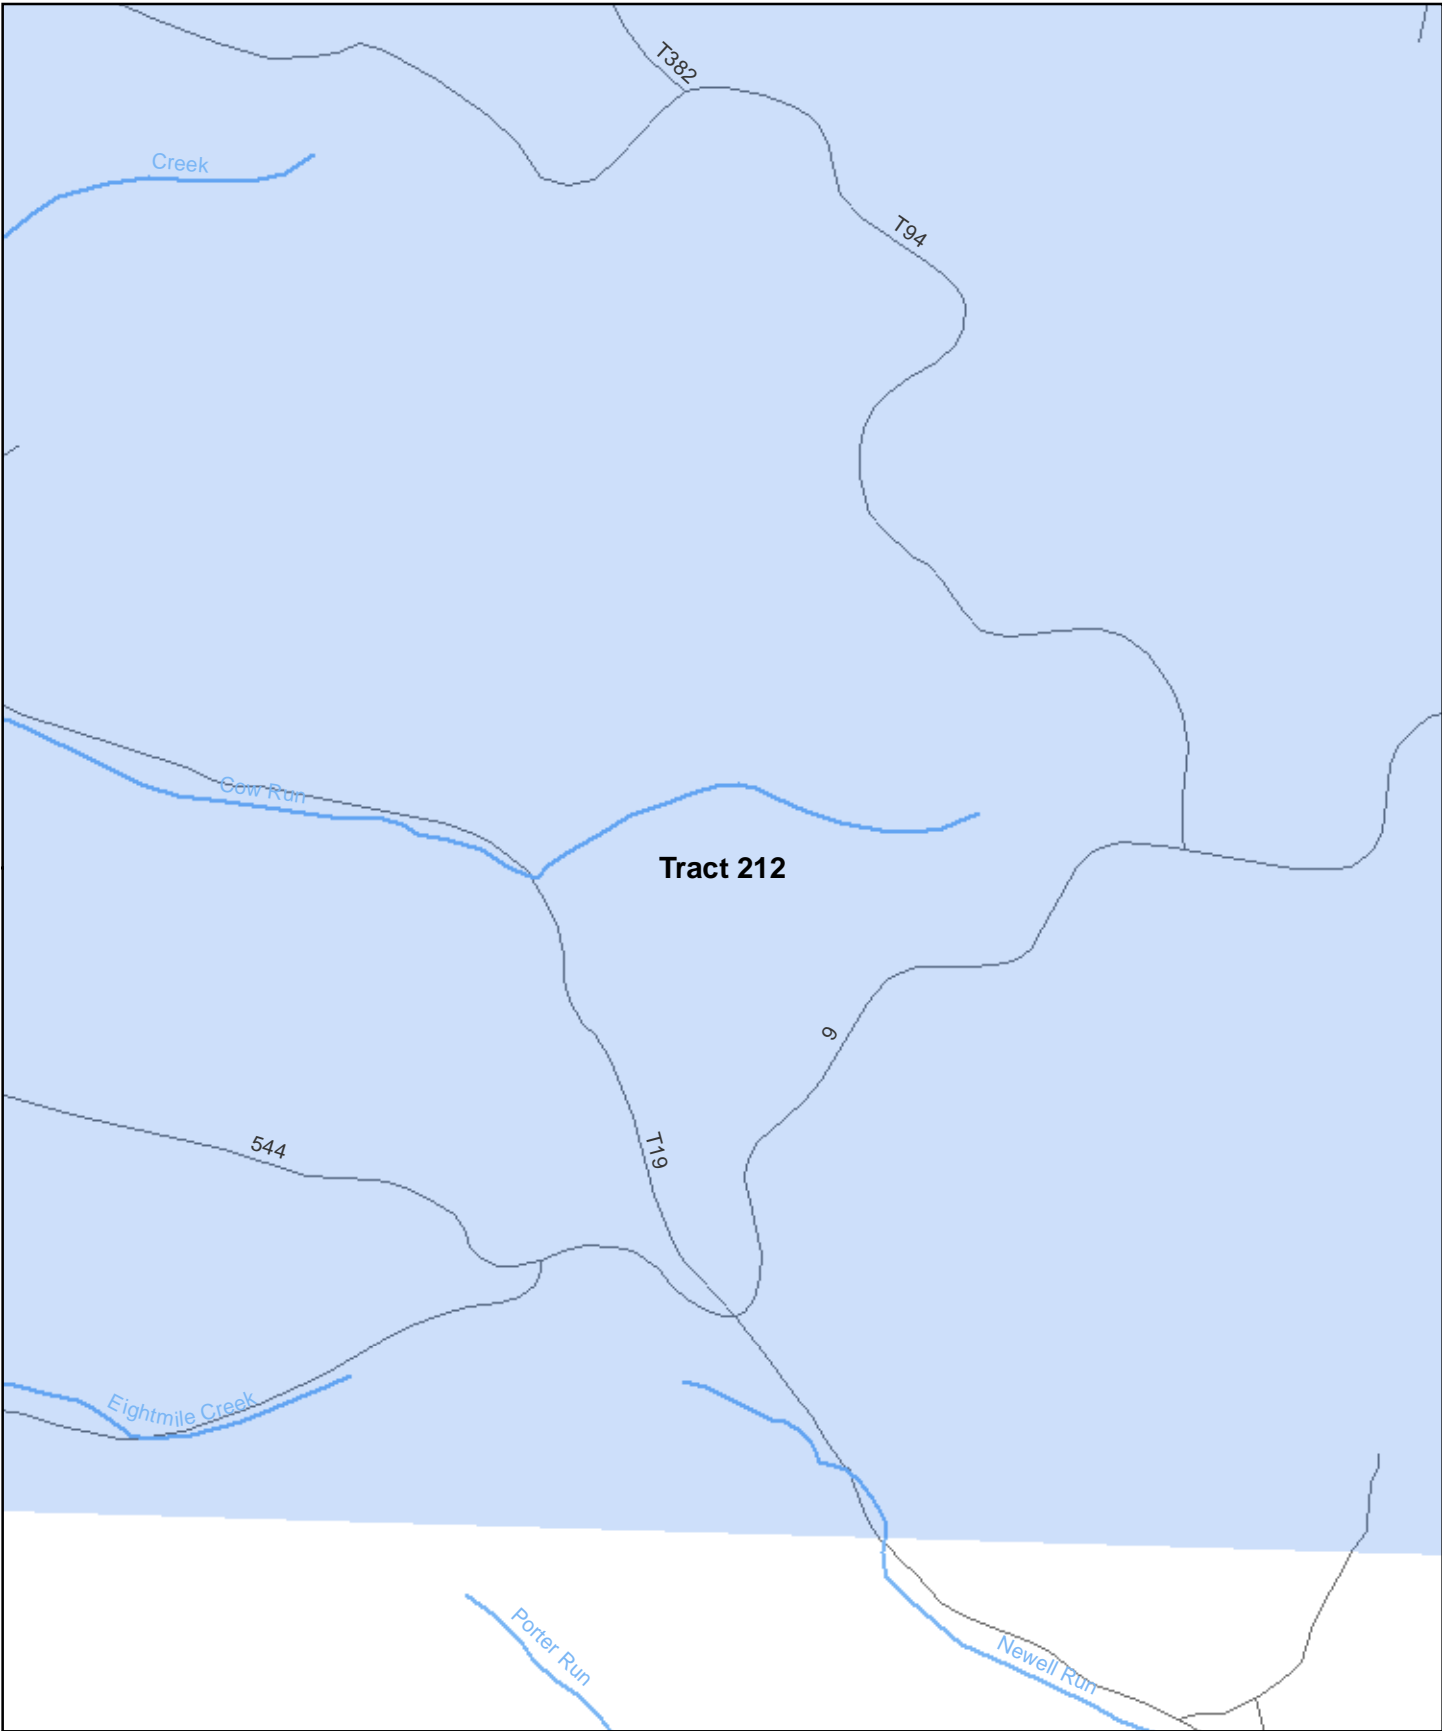 T382
Creek
T94
Cow Run
Tract 212
9
T19
544
Eightmile Creek
Porter Run
Newell Run